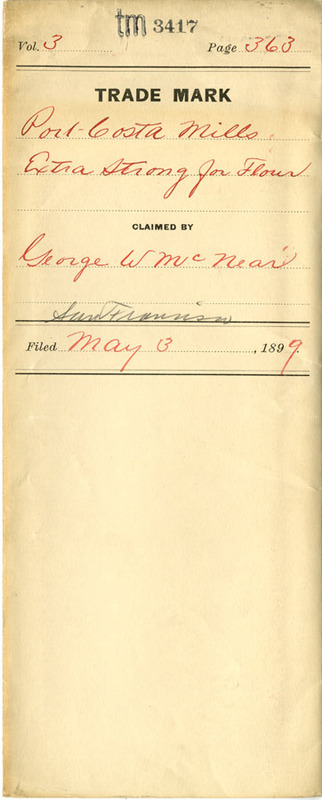 tm 3417
Vol. 3 Page 363
TRADE MARK
Port Costa Mills
Extra Strong for Flour
CLAIMED BY
George W McNear
San Francisco
Filed May 13, 1899.